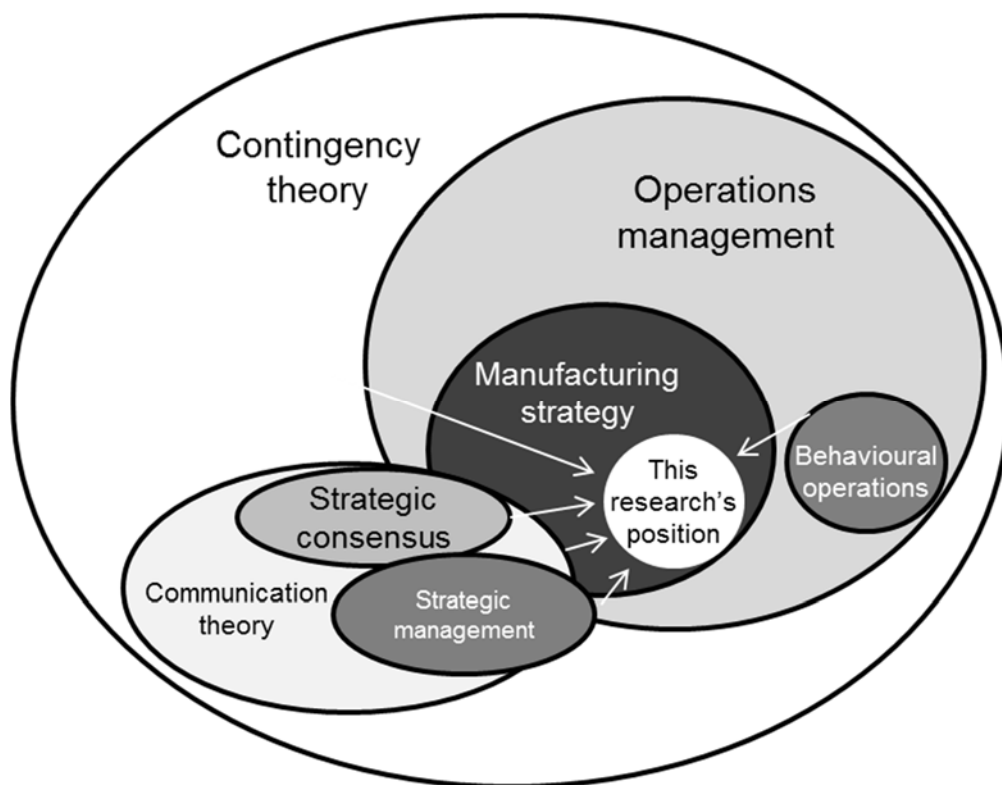 Contingency
theory
Operations
management
Manufacturing
strategy
This
research's
position
Behavioural
operations
Strategic
consensus
Communication
theory
Strategic
management